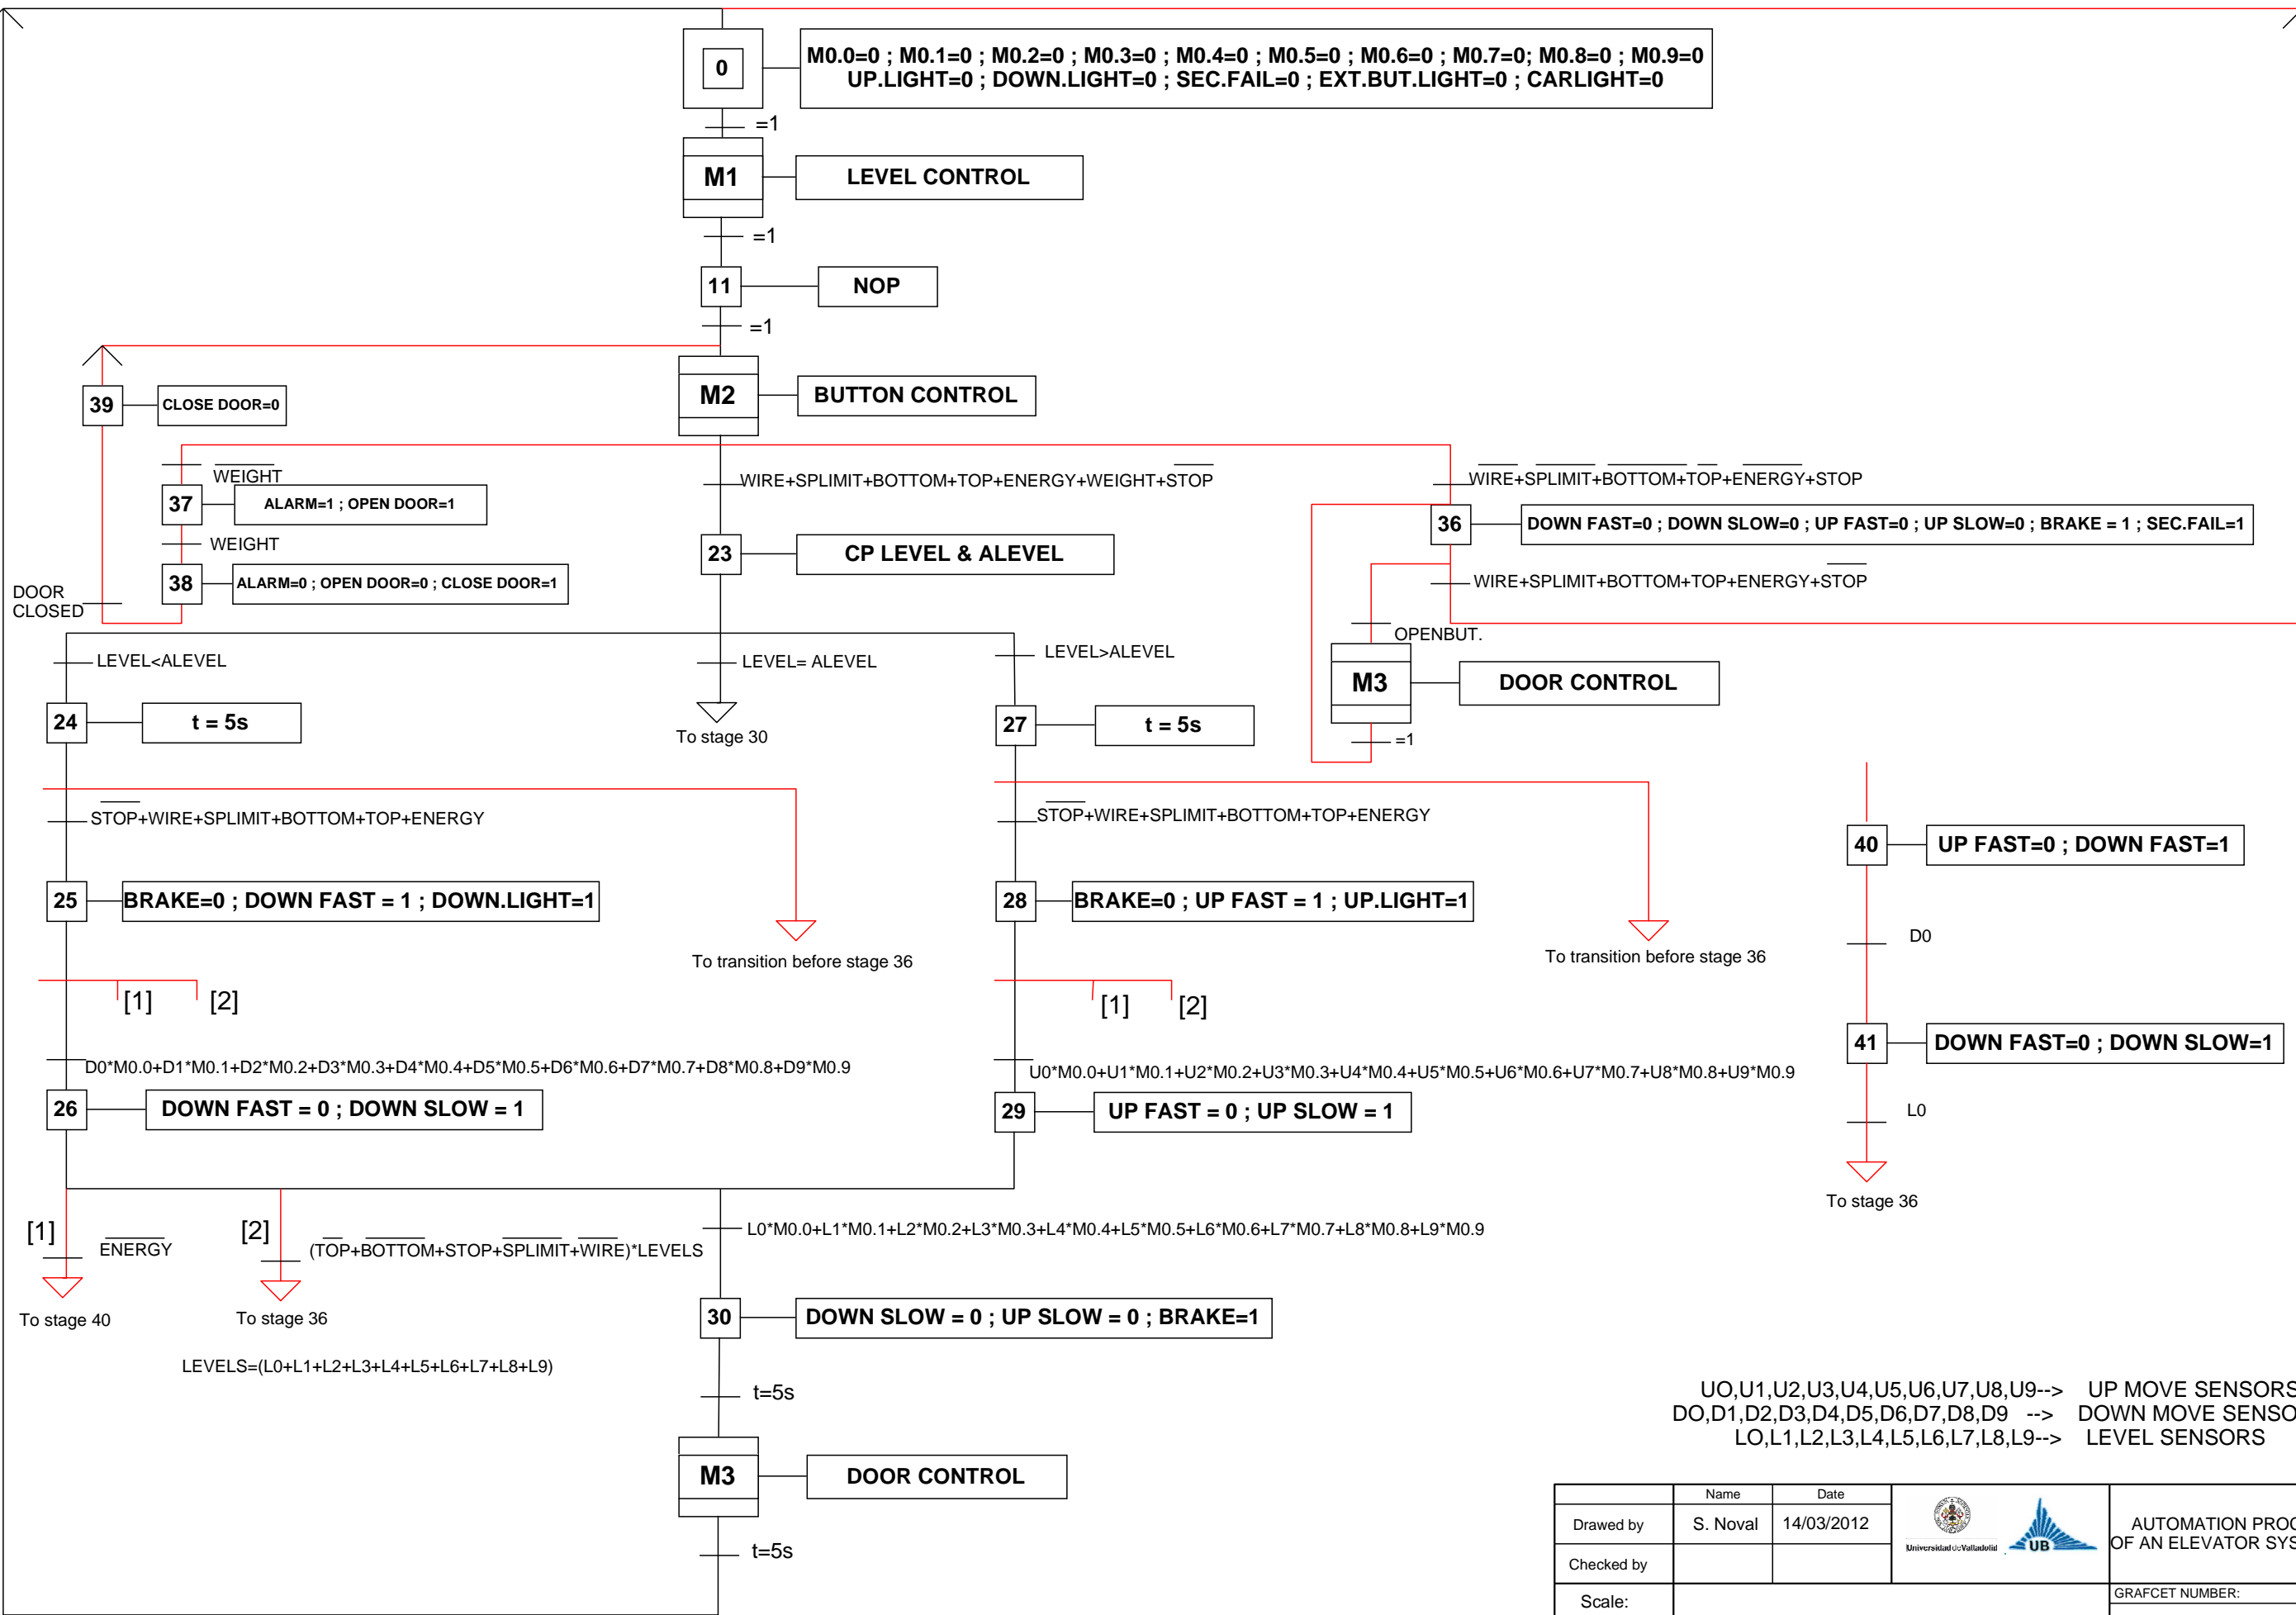 0
M0.0=0 ; M0.1=0 ; M0.2=0 ; M0.3=0 ; M0.4=0 ; M0.5=0 ; M0.6=0 ; M0.7=0; M0.8=0 ; M0.9=0
UP.LIGHT=0 ; DOWN.LIGHT=0 ; SEC.FAIL=0 ; EXT.BUT.LIGHT=0 ; CARLIGHT=0
=1
M1
LEVEL CONTROL
=1
11
NOP
=1
M2
BUTTON CONTROL
39
CLOSE DOOR=0
WEIGHT
37
ALARM=1 ; OPEN DOOR=1
WEIGHT
38
ALARM=0 ; OPEN DOOR=0 ; CLOSE DOOR=1
DOOR
CLOSED
WIRE+SPLIMIT+BOTTOM+TOP+ENERGY+WEIGHT+STOP
23
CP LEVEL & ALEVEL
WIRE+SPLIMIT+BOTTOM+TOP+ENERGY+STOP
36
DOWN FAST=0 ; DOWN SLOW=0 ; UP FAST=0 ; UP SLOW=0 ; BRAKE = 1 ; SEC.FAIL=1
WIRE+SPLIMIT+BOTTOM+TOP+ENERGY+STOP
OPENBUT.
M3
DOOR CONTROL
=1
LEVEL<ALEVEL
LEVEL= ALEVEL
LEVEL>ALEVEL
24
t = 5s
To stage 30
27
t = 5s
STOP+WIRE+SPLIMIT+BOTTOM+TOP+ENERGY
STOP+WIRE+SPLIMIT+BOTTOM+TOP+ENERGY
25
BRAKE=0 ; DOWN FAST = 1 ; DOWN.LIGHT=1
To transition before stage 36
28
BRAKE=0 ; UP FAST = 1 ; UP.LIGHT=1
To transition before stage 36
40
UP FAST=0 ; DOWN FAST=1
D0
41
DOWN FAST=0 ; DOWN SLOW=1
L0
To stage 36
[1]
[2]
[1]
[2]
D0*M0.0+D1*M0.1+D2*M0.2+D3*M0.3+D4*M0.4+D5*M0.5+D6*M0.6+D7*M0.7+D8*M0.8+D9*M0.9
U0*M0.0+U1*M0.1+U2*M0.2+U3*M0.3+U4*M0.4+U5*M0.5+U6*M0.6+U7*M0.7+U8*M0.8+U9*M0.9
26
DOWN FAST = 0 ; DOWN SLOW = 1
29
UP FAST = 0 ; UP SLOW = 1
[1]
ENERGY
To stage 40
[2]
(TOP+BOTTOM+STOP+SPLIMIT+WIRE)*LEVELS
To stage 36
L0*M0.0+L1*M0.1+L2*M0.2+L3*M0.3+L4*M0.4+L5*M0.5+L6*M0.6+L7*M0.7+L8*M0.8+L9*M0.9
30
DOWN SLOW = 0 ; UP SLOW = 0 ; BRAKE=1
LEVELS=(L0+L1+L2+L3+L4+L5+L6+L7+L8+L9)
t=5s
M3
DOOR CONTROL
t=5s
UO,U1,U2,U3,U4,U5,U6,U7,U8,U9--> UP MOVE SENSORS
DO,D1,D2,D3,D4,D5,D6,D7,D8,D9 --> DOWN MOVE SENSO
LO,L1,L2,L3,L4,L5,L6,L7,L8,L9--> LEVEL SENSORS
Name
Date
Drawed by
S. Noval
14/03/2012
Checked by
Scale:
Universidad de Valladolid
UB
AUTOMATION PROC
OF AN ELEVATOR SYS
GRAFCET NUMBER: